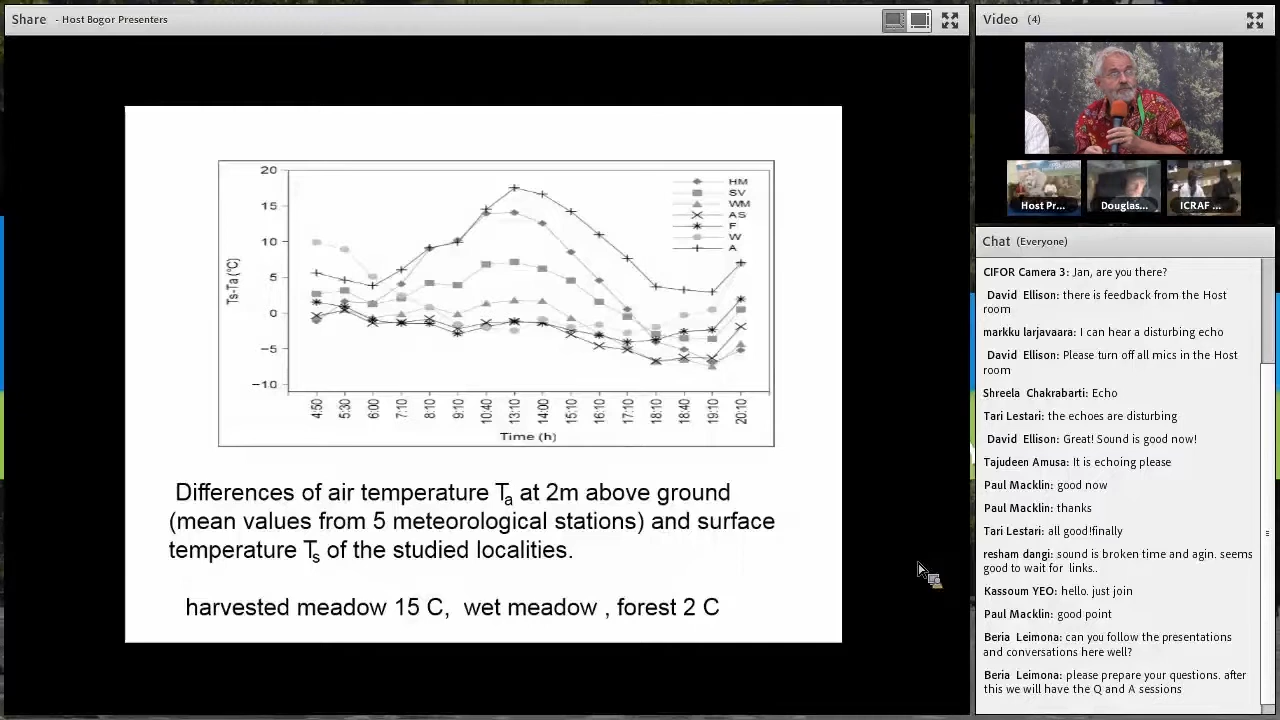 Share - Host Bogor Presenters
20
15
10
5
0
−5
−10
Ts-Ta (°C)
HM
SV
WM
AS
F
W
A
4:50 5:30 6:00 7:10 8:10 9:10 10:40 13:10 14:00 15:10 16:10 17:10 18:10 18:40 19:10 20:10
Time (h)
Differences of air temperature Ta at 2m above ground
(mean values from 5 meteorological stations) and surface
temperature Ts of the studied localities.
harvested meadow 15 C, wet meadow , forest 2 C
Video (4)
Host Pr... Douglas... ICRAF ...
Chat (Everyone)
CIFOR Camera 3: Jan, are you there?
David Ellison: there is feedback from the Host
room
markku larjavaara: I can hear a disturbing echo
David Ellison: Please turn off all mics in the Host
room
Shreela Chakrabarti: Echo
Tari Lestari: the echoes are disturbing
David Ellison: Great! Sound is good now!
Tajudeen Amusa: It is echoing please
Paul Macklin: good now
Paul Macklin: thanks
Tari Lestari: all good!finally
resham dangi: sound is broken time and agin. seems
good to wait for links..
Kassoum YEO: hello. just join
Paul Macklin: good point
Beria Leimona: can you follow the presentations
and conversations here well?
Beria Leimona: please prepare your questions. after
this we will have the Q and A sessions